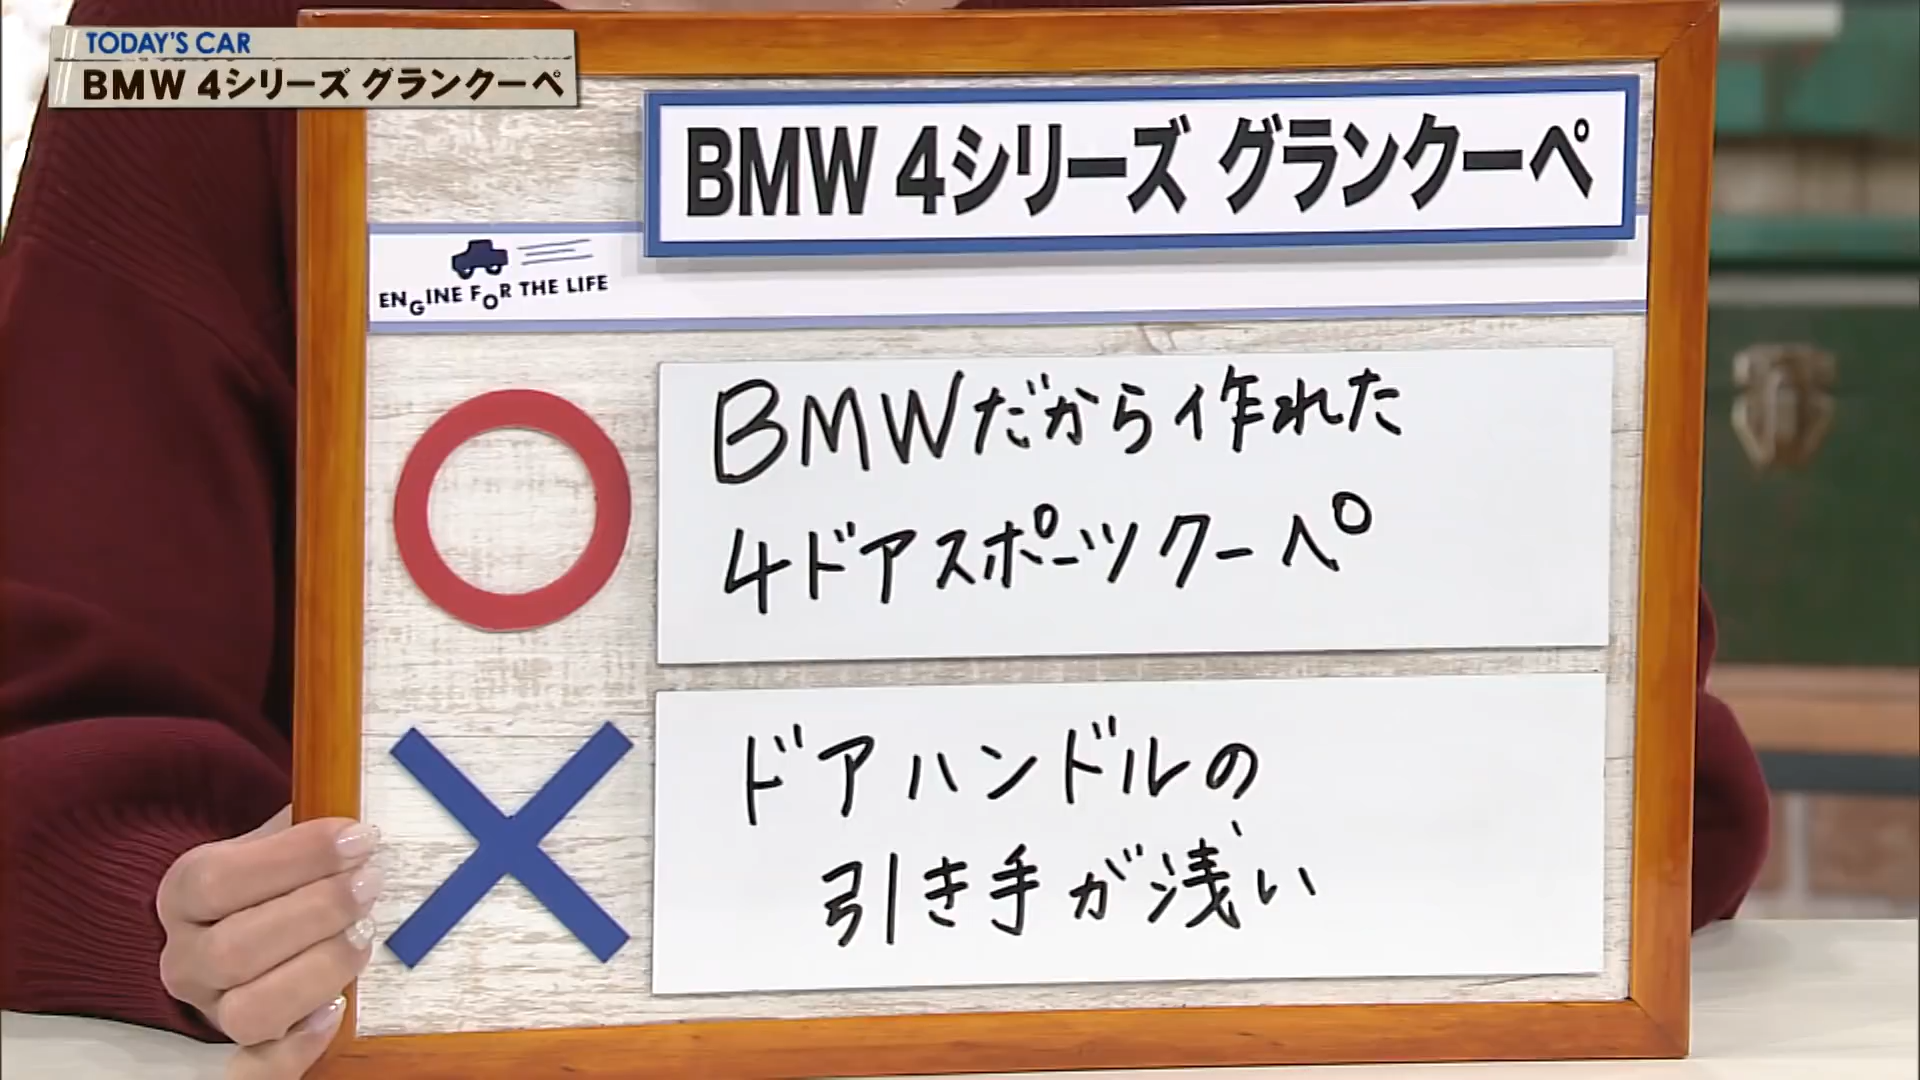 TODAY'S CAR
BMW 4シリーズ グランクーペ
BMW 4シリーズ グランクーペ
ENGINE FOR THE LIFE
BMWだから作れた
4ドアスポーツクーペ
ドアハンドルの
引き手が浅い